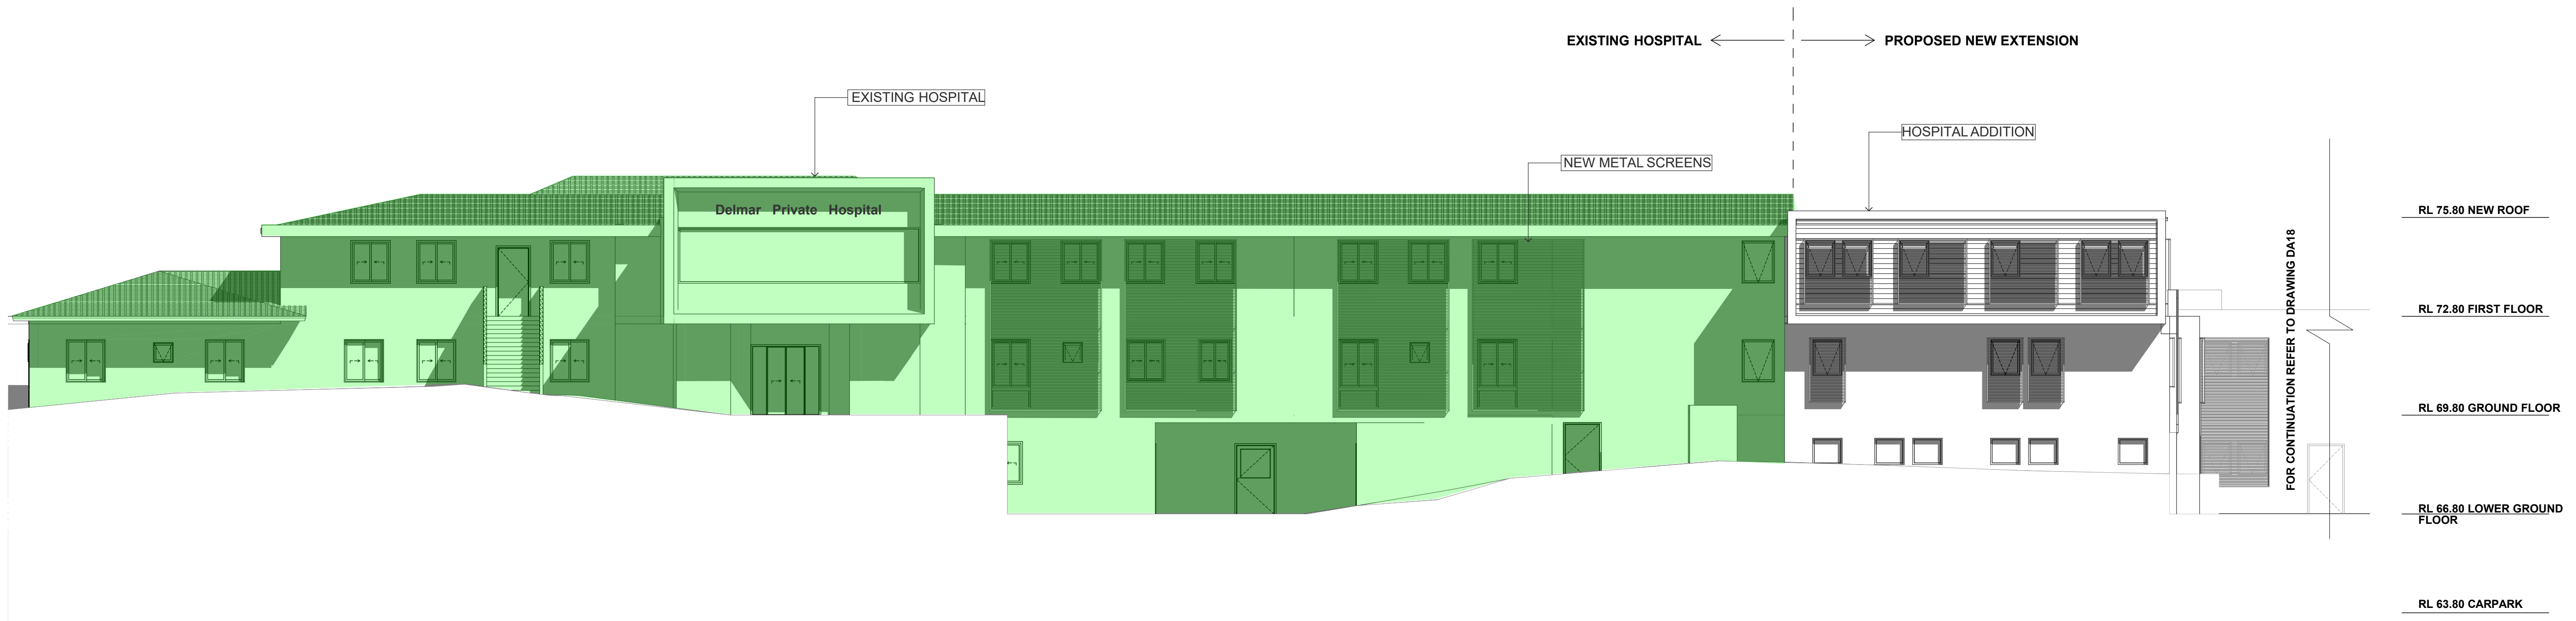 EXISTING HOSPITAL
PROPOSED NEW EXTENSION
EXISTING HOSPITAL
HOSPITAL ADDITION
NEW METAL SCREENS
Delmar Private Hospital
FOR CONTINUATION REFER TO DRAWING DA18
RL 75.80 NEW ROOF
RL 72.80 FIRST FLOOR
RL 69.80 GROUND FLOOR
RL 66.80 LOWER GROUND
FLOOR
RL 63.80 CARPARK